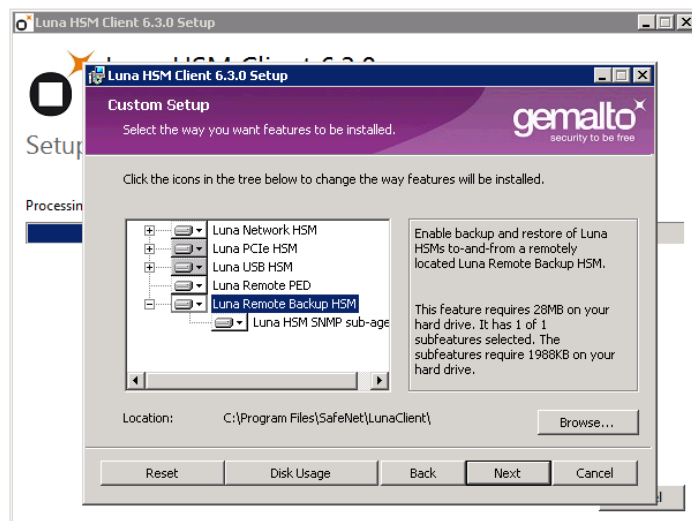 Luna HSM Client 6.3.0 Setup
Setup
Processin
Luna HSM Client 6.3.0 Setup
Custom Setup
Select the way you want features to be installed.
gemalto
security to be free
Click the icons in the tree below to change the way features will be installed.
Luna Network HSM
Luna PCIe HSM
Luna USB HSM
Luna Remote PED
Luna Remote Backup HSM
Luna HSM SNMP sub-age
Enable backup and restore of Luna
HSMs to-and-from a remotely
located Luna Remote Backup HSM.
This feature requires 28MB on your
hard drive. It has 1 of 1
subfeatures selected. The
subfeatures require 1988KB on your
hard drive.
Location: C:\Program Files\SafeNet\LunaClient\
Browse...
Reset Disk Usage Back Next Cancel